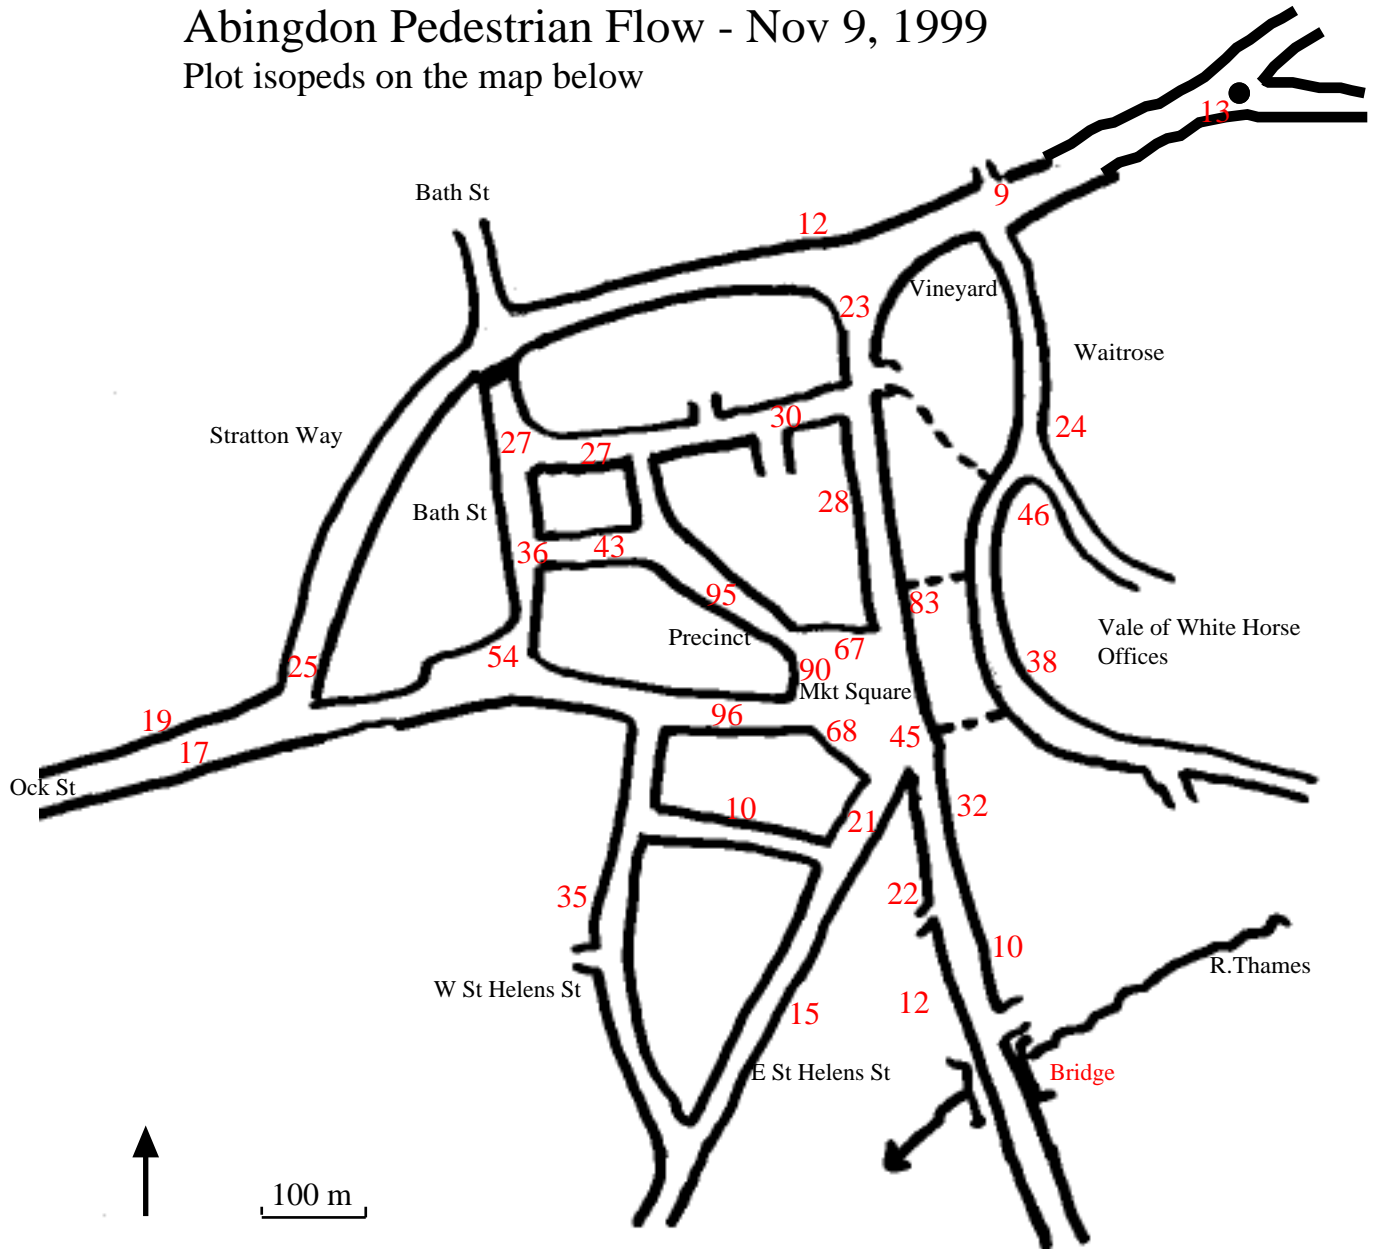 Abingdon Pedestrian Flow - Nov 9, 1999
Plot isopeds on the map below
13
Bath St
9
12
Vineyard
23
Waitrose
30
24
Stratton Way
27
27
Bath St
28
46
36
43
95
83
Precinct
67
Vale of White Horse
Offices
54
25
90
38
Mkt Square
19
96
68
45
17
Ock St
10
21
32
35
22
10
R.Thames
W St Helens St
12
15
E St Helens St
Bridge
100 m